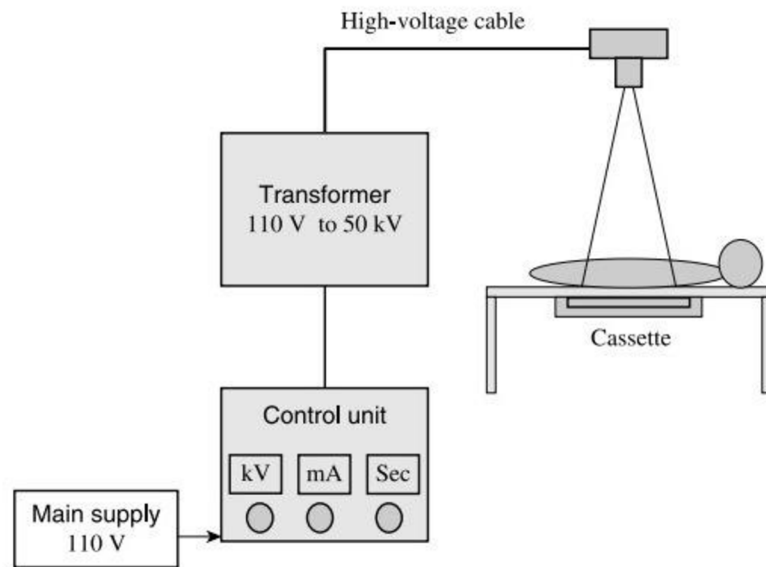 High-voltage cable
Transformer
110 V to 50 kV
Cassette
Control unit
kV mA Sec
Main supply
110 V